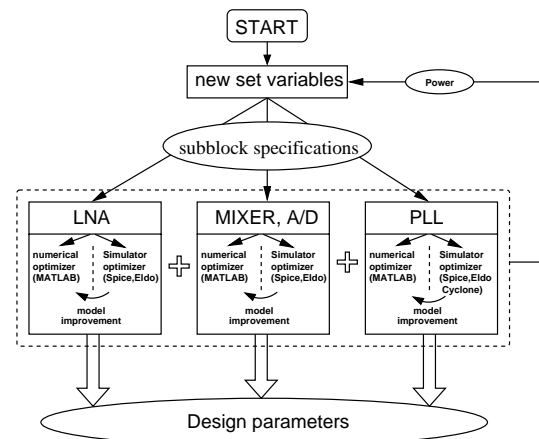 START
new set variables
Power
subblock specifications
LNA
numerical
optimizer
(MATLAB)
Simulator
optimizer
(Spice,Eldo)
model
improvement
MIXER, A/D
numerical
optimizer
(MATLAB)
Simulator
optimizer
(Spice,Eldo)
model
improvement
PLL
numerical
optimizer
(MATLAB)
Simulator
optimizer
(Spice,Eldo
Cyclone)
model
improvement
Design parameters